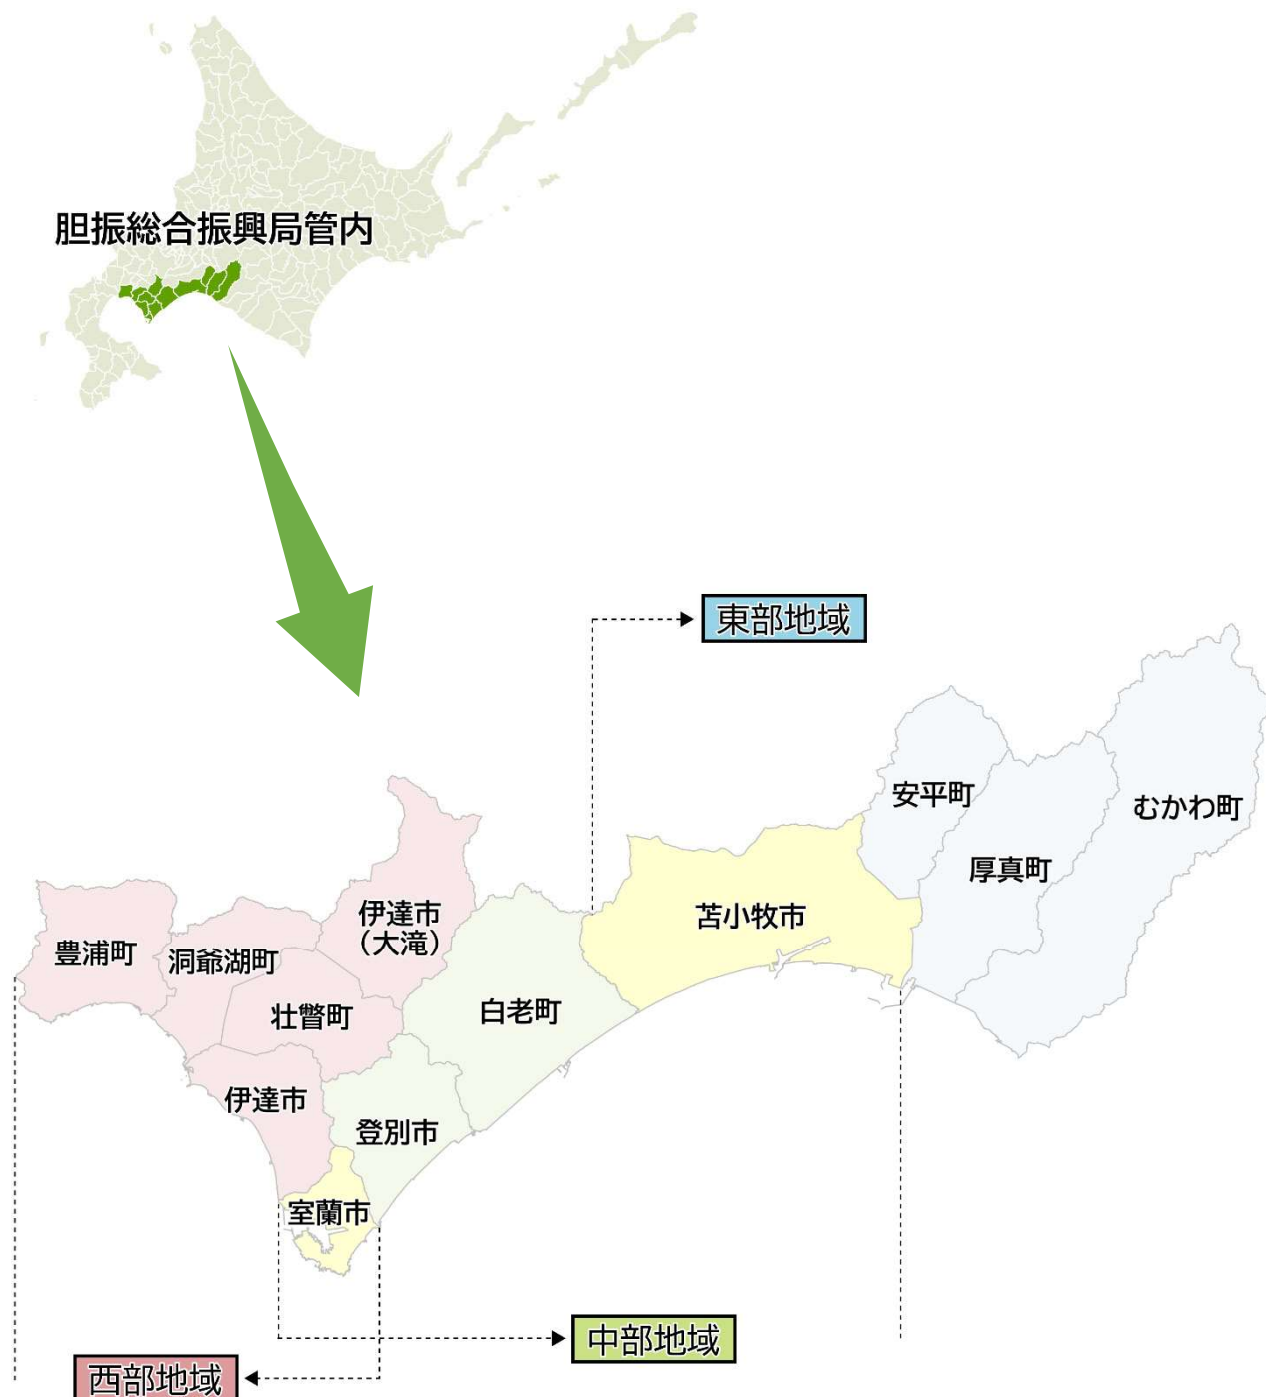 胆振総合振興局管内
東部地域
安平町
むかわ町
厚真町
苫小牧市
伊達市
（大滝）
豊浦町
洞爺湖町
壮瞥町
白老町
伊達市
登別市
室蘭市
中部地域
西部地域